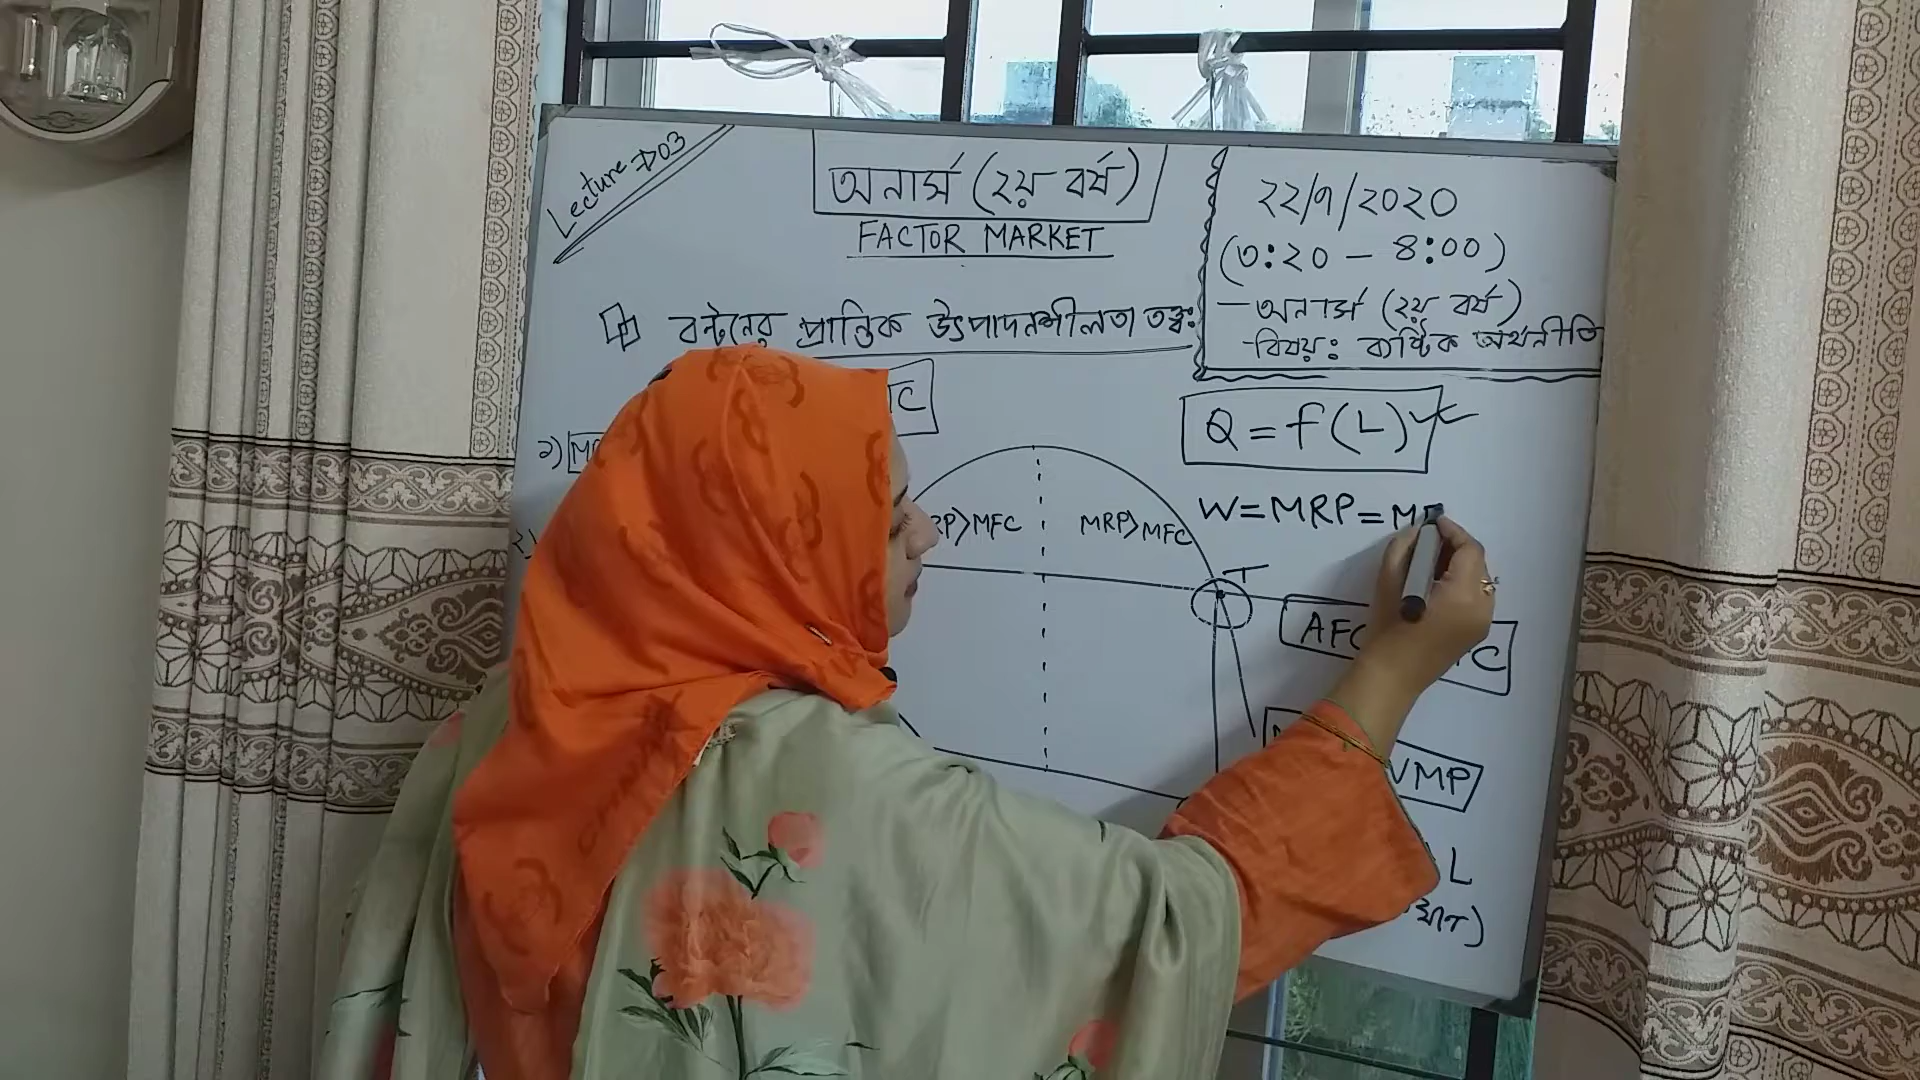 Lecture⇒03
অনার্স (২য় বর্ষ)
FACTOR MARKET
২২/৭/২০২০
(৩:২০ – ৪:০০)
– অনার্স (২য় বর্ষ)
- বিষয়: ব্যষ্টিক অর্থনীতি
বন্টনের প্রান্তিক উৎপাদনশীলতা তত্ত্ব:
Q = f(L)
১)
W = MRP = MF
RP>MFC
MRP>MFC
T
AFC
VMP
L